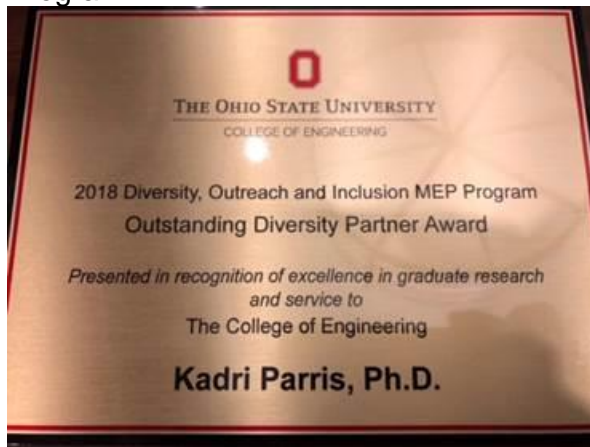 O
THE OHIO STATE UNIVERSITY
COLLEGE OF ENGINEERING
2018 Diversity, Outreach and Inclusion MEP Program
Outstanding Diversity Partner Award
Presented in recognition of excellence in graduate research
and service to
The College of Engineering
Kadri Parris, Ph.D.